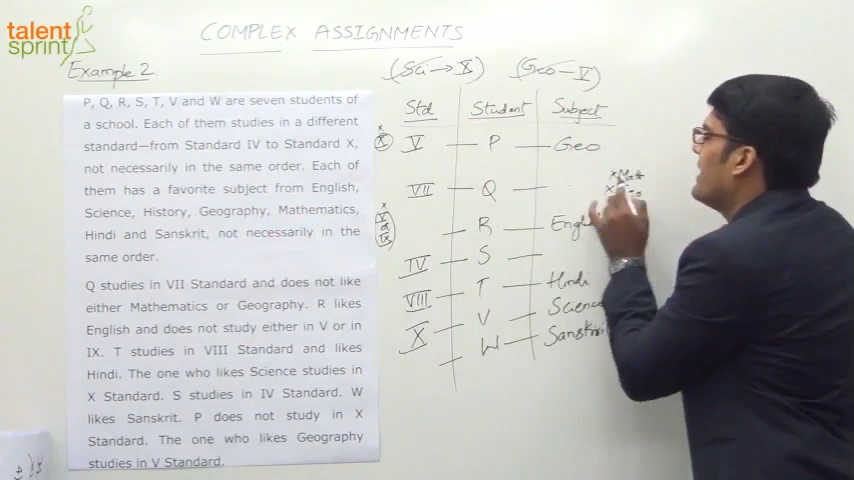 talent
sprint
COMPLEX ASSIGNMENTS
Example 2
P, Q, R, S, T, V and W are seven students of
a school. Each of them studies in a different
standard—from Standard IV to Standard X,
not necessarily in the same order. Each of
them has a favorite subject from English,
Science, History, Geography, Mathematics,
Hindi and Sanskrit, not necessarily in the
same order.
Q studies in VII Standard and does not like
either Mathematics or Geography. R likes
English and does not study either in V or in
IX. T studies in VIII Standard and likes
Hindi. The one who likes Science studies in
X Standard. S studies in IV Standard. W
likes Sanskrit. P does not study in X
Standard. The one who likes Geography
studies in V Standard.
(Sci → X) (Geo – V)
Std Student Subject
x
X V P Geo
VII Q x Math
x
V
or
IX
R Engli
IV S
VIII T Hindi
X V Science
W Sanskri